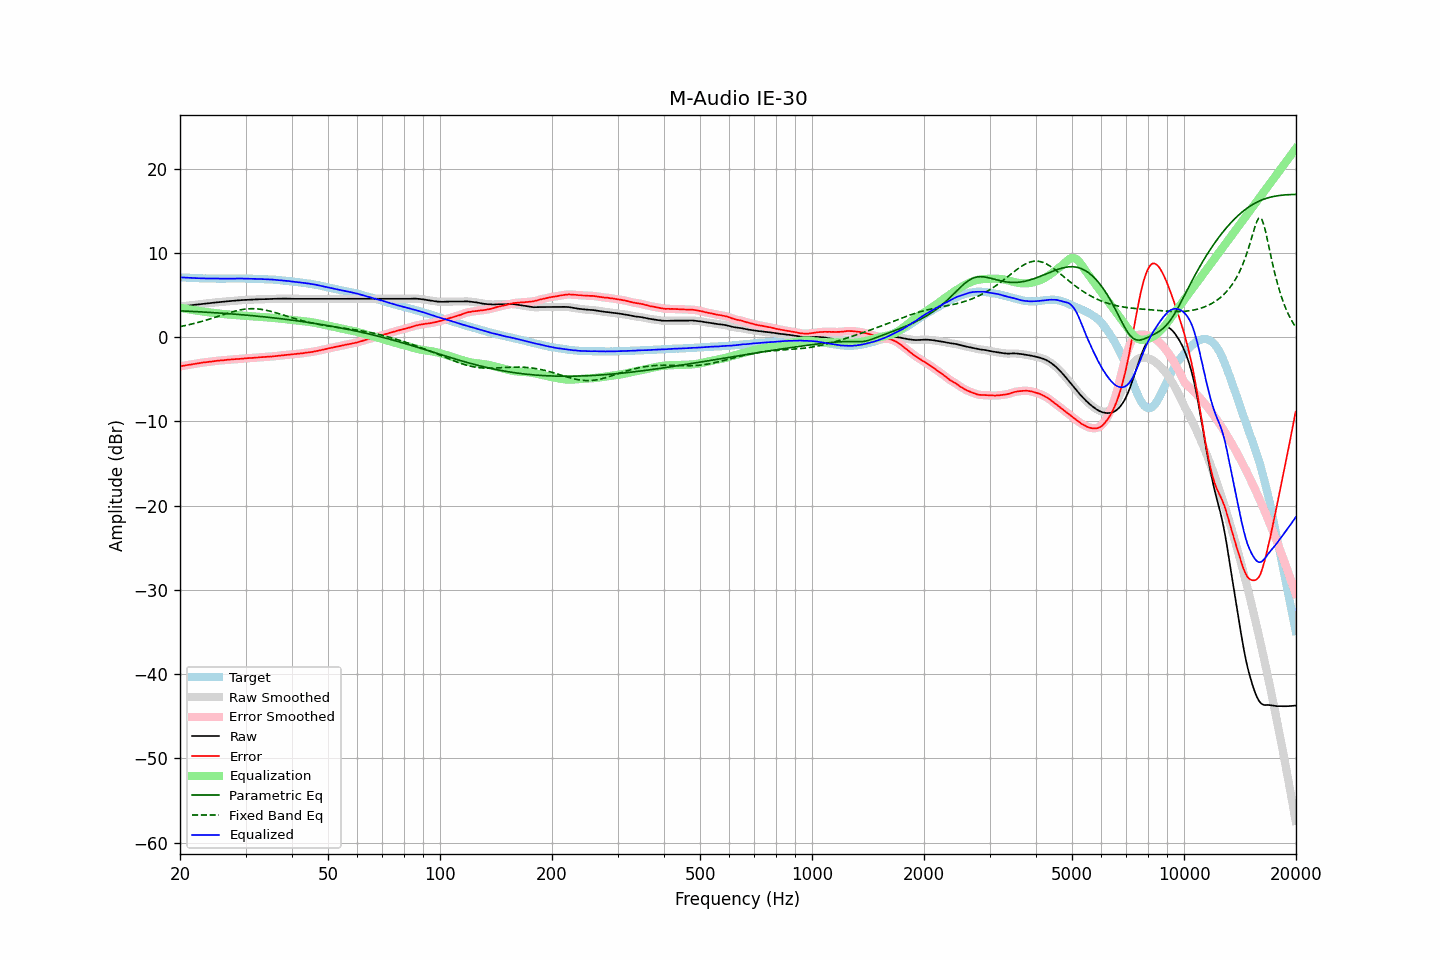 M-Audio IE-30
Amplitude (dBr)
20
10
0
−10
−20
−30
−40
−50
−60
Target
Raw Smoothed
Error Smoothed
Raw
Error
Equalization
Parametric Eq
Fixed Band Eq
Equalized
20 50 100 200 500 1000 2000 5000 10000 20000
Frequency (Hz)